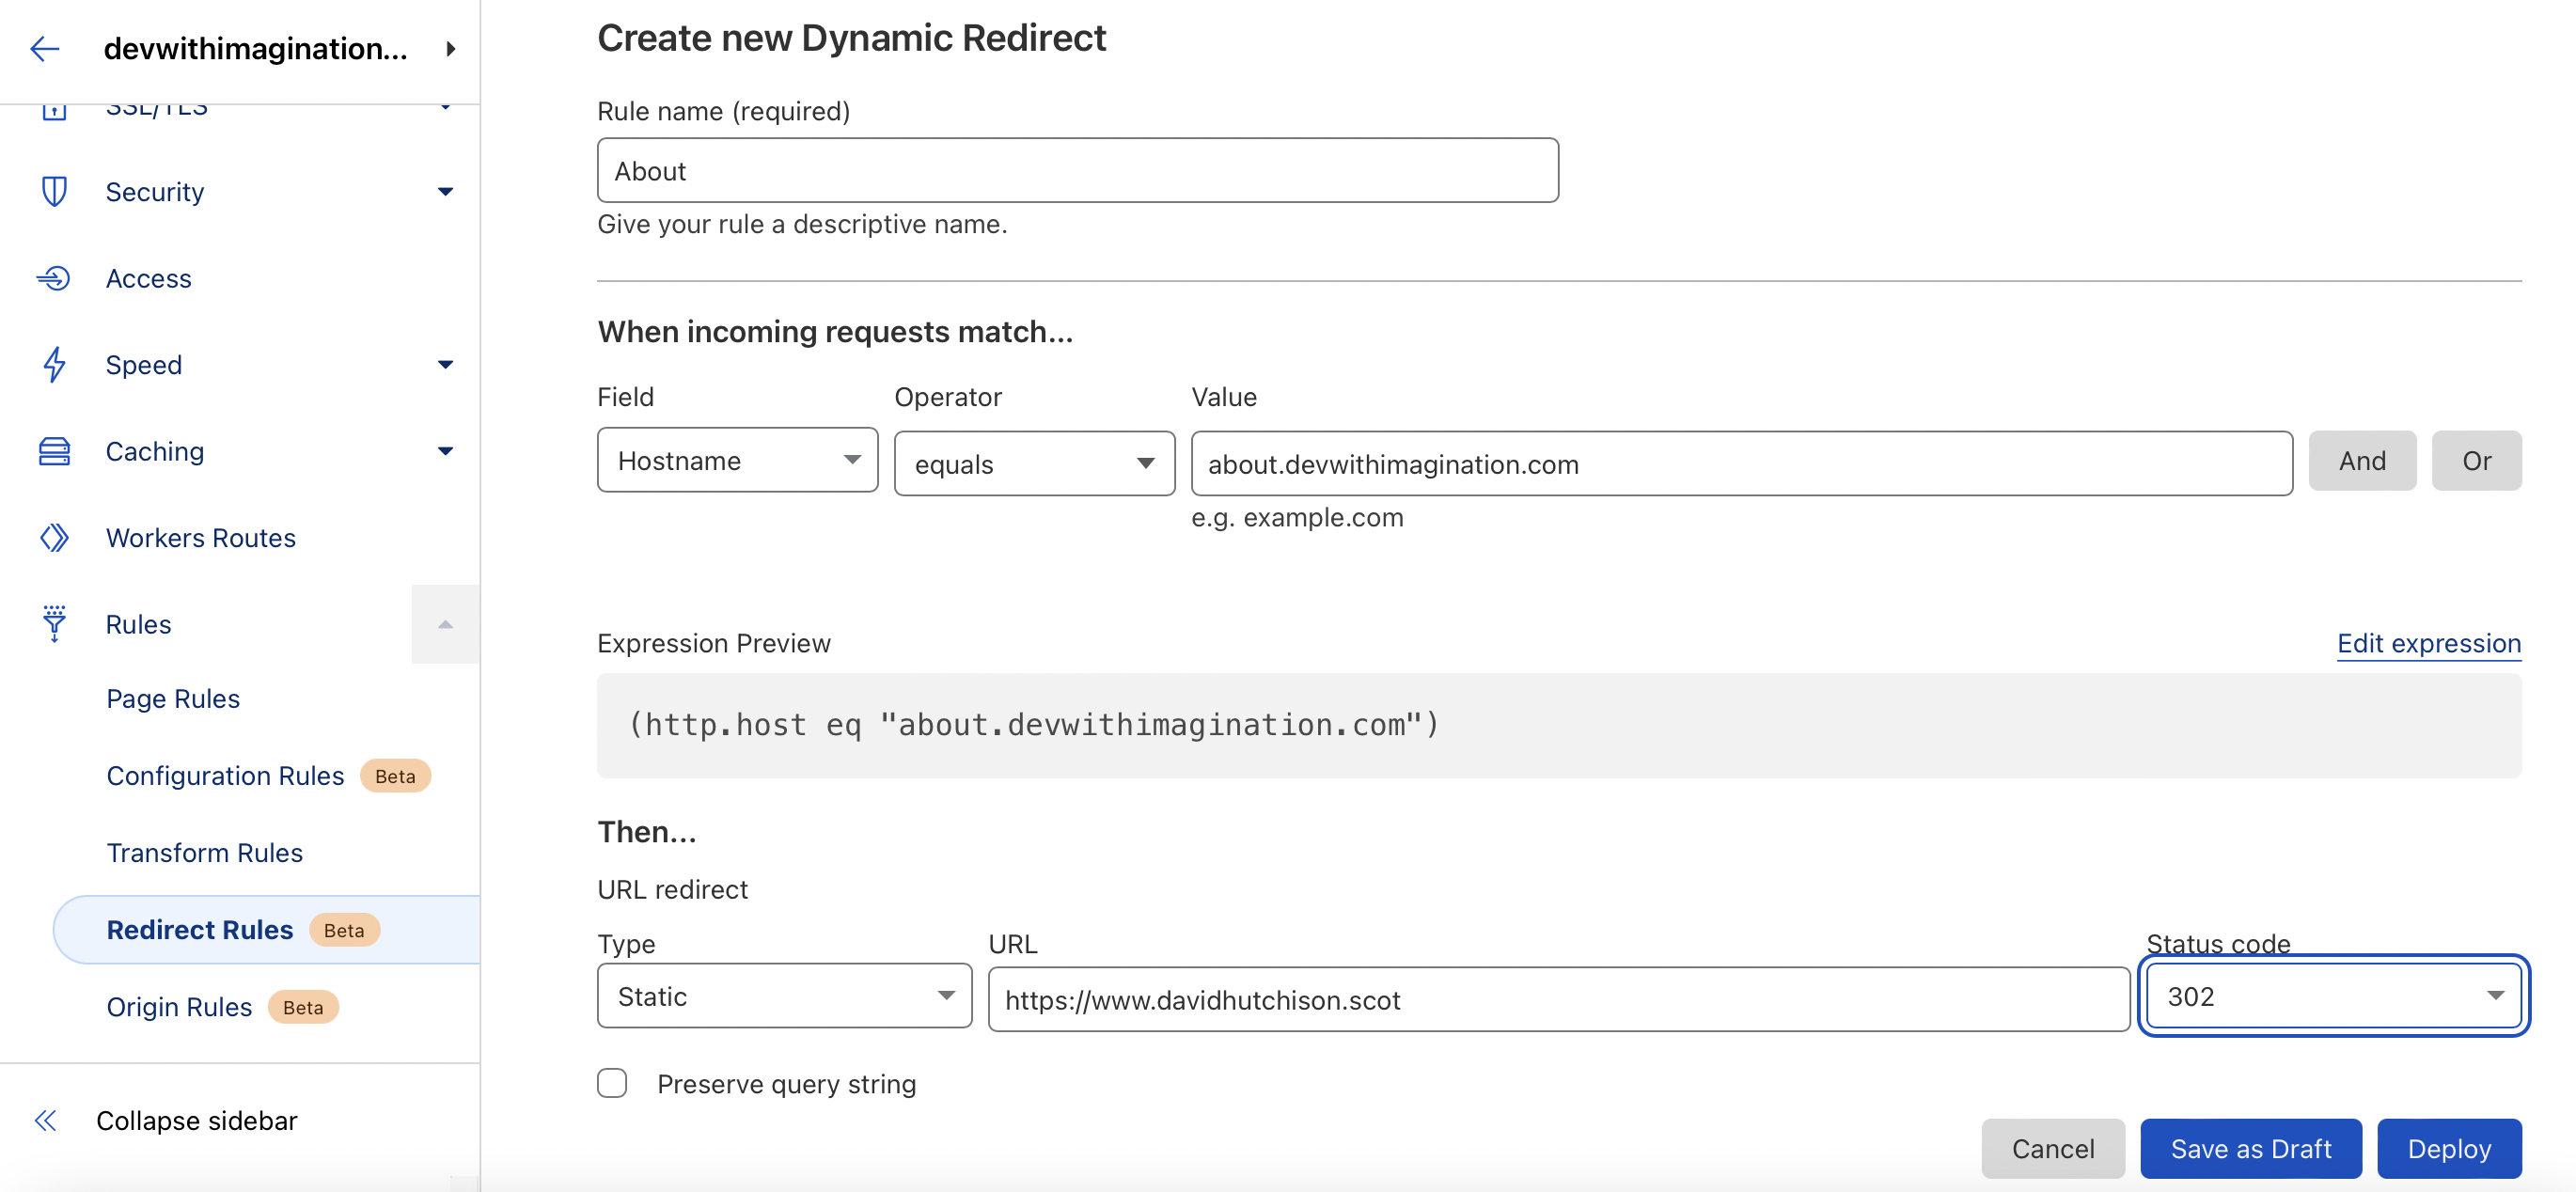 devwithimagination...
SSL/TLS
Security
Access
Speed
Caching
Workers Routes
Rules
Page Rules
Configuration Rules Beta
Transform Rules
Redirect Rules Beta
Origin Rules Beta
Collapse sidebar
Create new Dynamic Redirect
Rule name (required)
About
Give your rule a descriptive name.
When incoming requests match...
Field Operator Value
Hostname equals about.devwithimagination.com And Or
e.g. example.com
Expression Preview Edit expression
(http.host eq "about.devwithimagination.com")
Then...
URL redirect
Type URL Status code
Static https://www.davidhutchison.scot 302
Preserve query string
Cancel Save as Draft Deploy